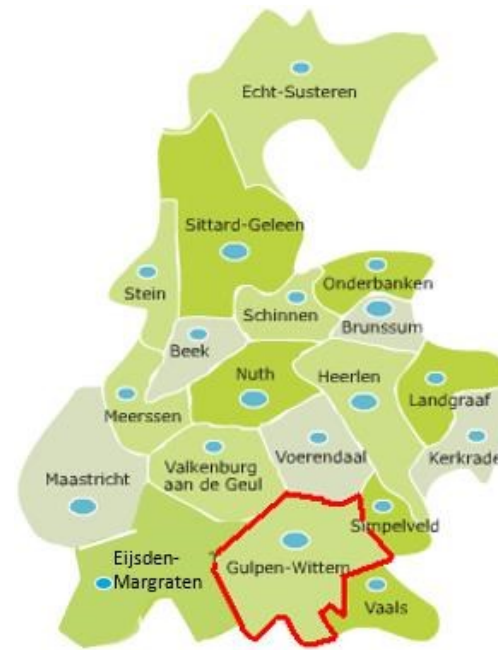 Echt-Susteren
Sittard-Geleen
Stein
Onderbanken
Schinnen
Brunssum
Beek
Nuth
Heerlen
Landgraaf
Meerssen
Voerendaal
Kerkrade
Maastricht
Valkenburg
aan de Geul
Simpelveld
Eijsden-
Margraten
Gulpen-Wittem
Vaals